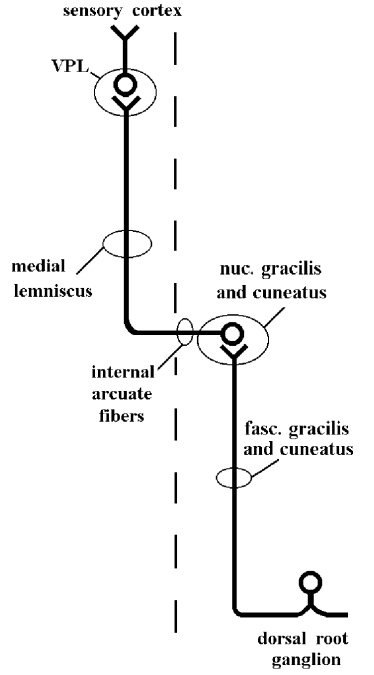 sensory cortex
VPL
medial
lemniscus
nuc. gracilis
and cuneatus
internal
arcuate
fibers
fasc. gracilis
and cuneatus
dorsal root
ganglion